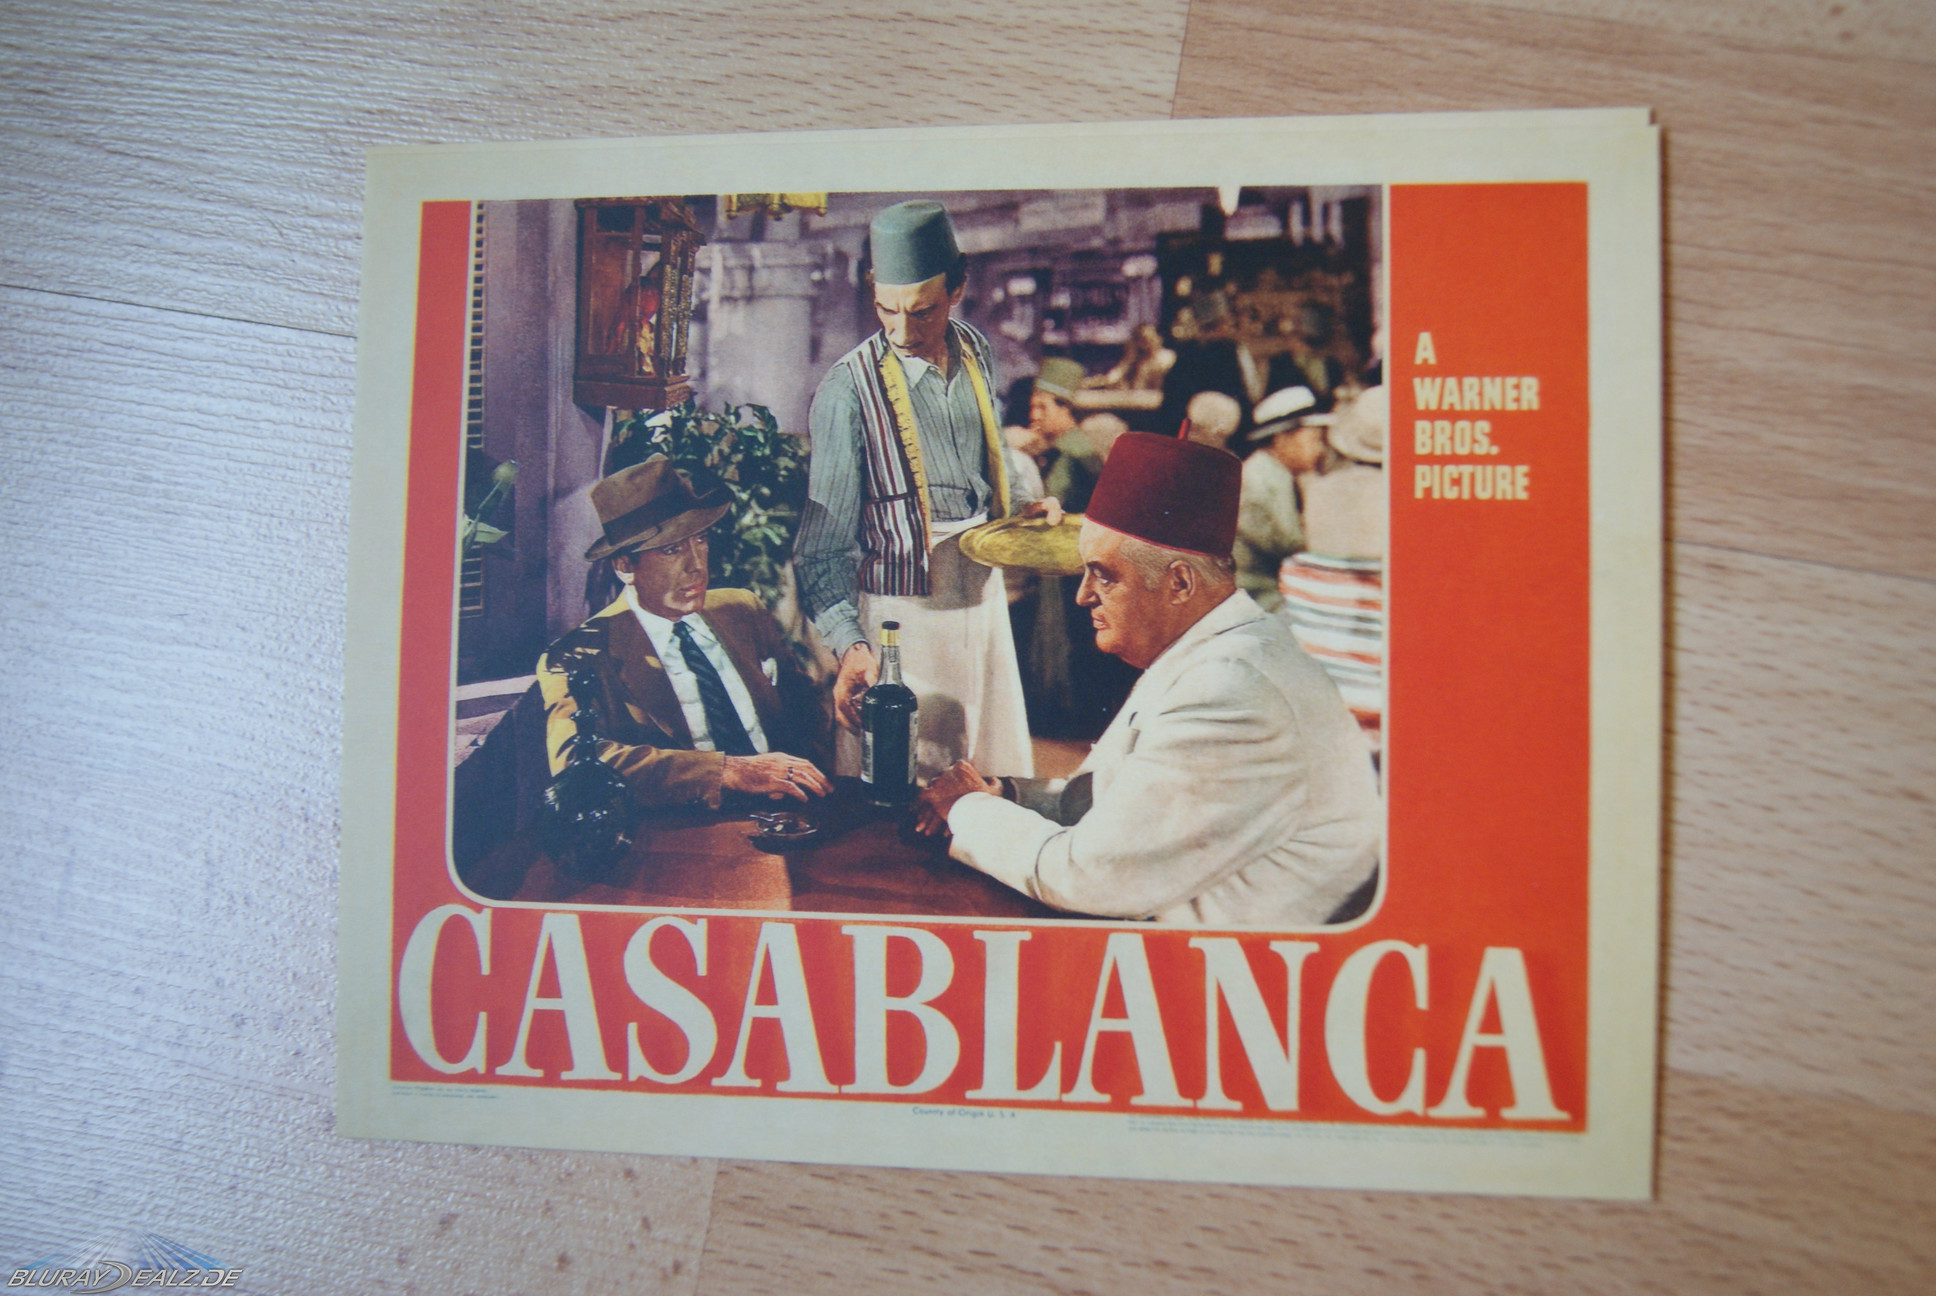 A
WARNER
BROS.
PICTURE
CASABLANCA
Country of Origin U. S. A.
BLURAYDEALZ.DE